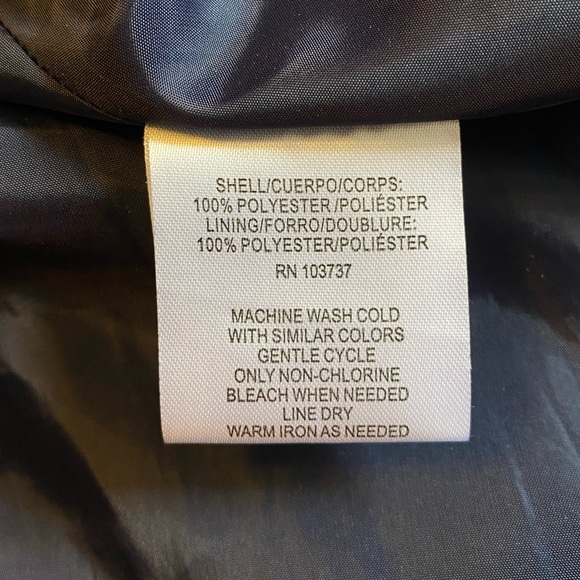 SHELL/CUERPO/CORPS:
100% POLYESTER /POLIÉSTER
LINING/FORRO/DOUBLURE:
100% POLYESTER/POLIÉSTER
RN 103737
MACHINE WASH COLD
WITH SIMILAR COLORS
GENTLE CYCLE
ONLY NON-CHLORINE
BLEACH WHEN NEEDED
LINE DRY
WARM IRON AS NEEDED